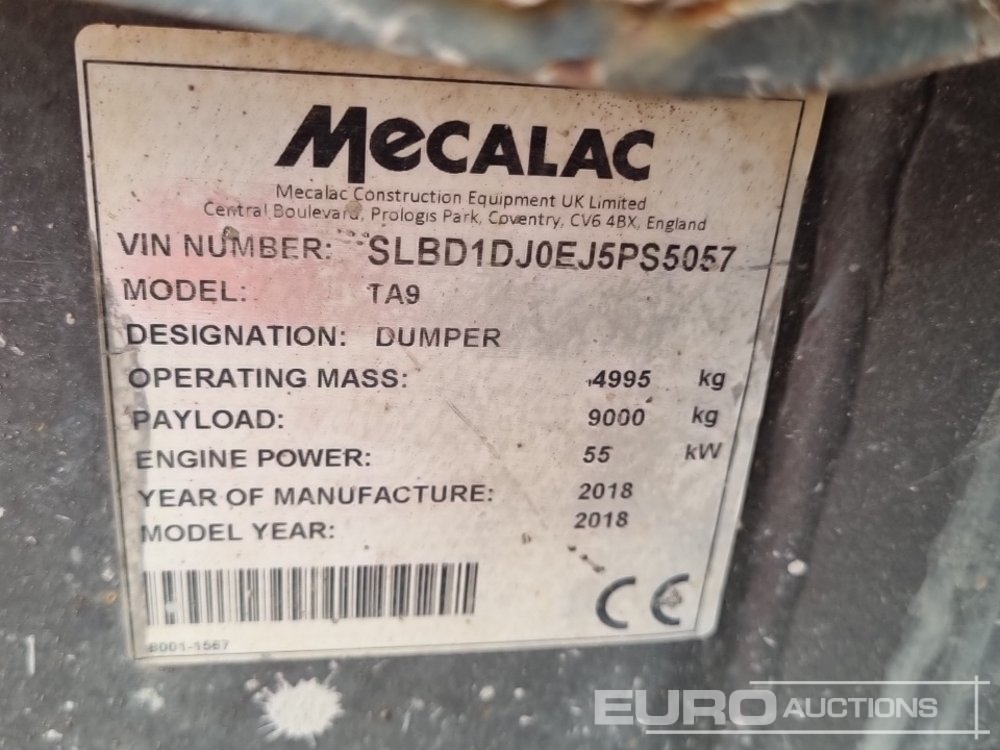 MECALAC
Mecalac Construction Equipment UK Limited
Central Boulevard, Prologis Park, Coventry, CV6 4BX, England
VIN NUMBER: SLBD1DJ0EJ5PS5057
MODEL: TA9
DESIGNATION: DUMPER
OPERATING MASS: 4995 kg
PAYLOAD: 9000 kg
ENGINE POWER: 55 kW
YEAR OF MANUFACTURE: 2018
MODEL YEAR: 2018
CE
8001-1567
EURO AUCTIONS